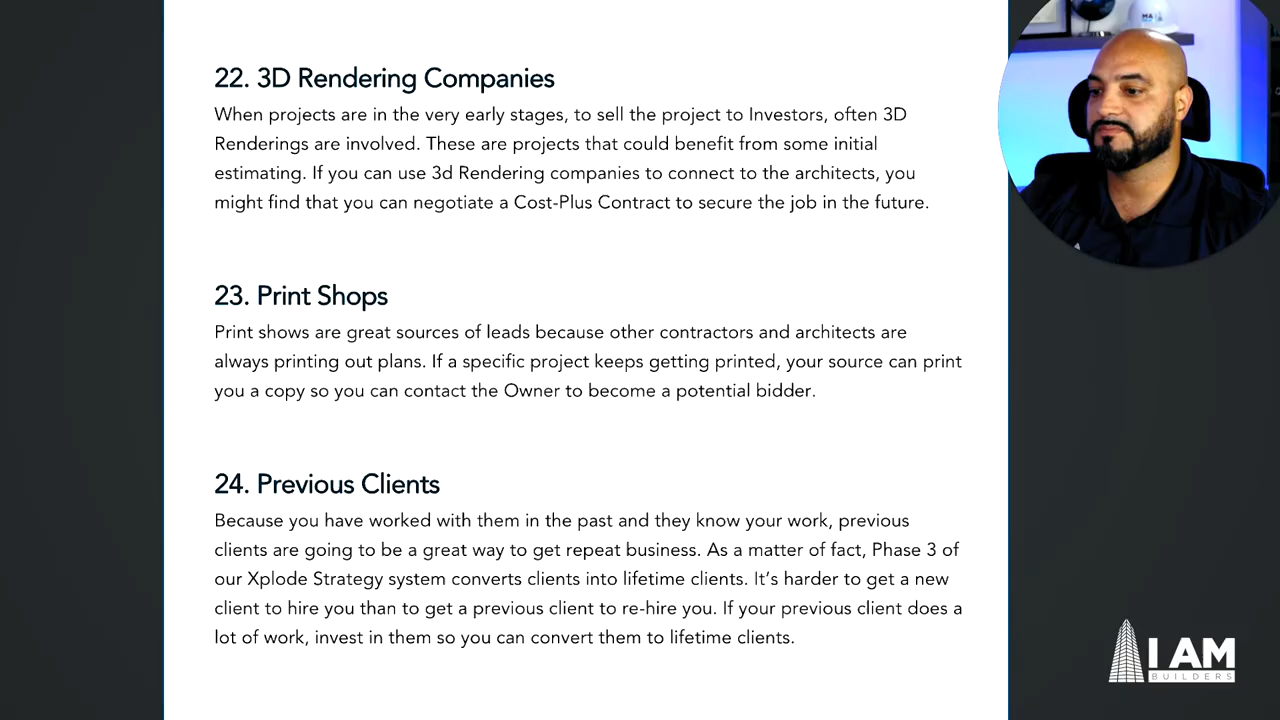 22. 3D Rendering Companies
When projects are in the very early stages, to sell the project to Investors, often 3D
Renderings are involved. These are projects that could benefit from some initial
estimating. If you can use 3d Rendering companies to connect to the architects, you
might find that you can negotiate a Cost-Plus Contract to secure the job in the future.
23. Print Shops
Print shows are great sources of leads because other contractors and architects are
always printing out plans. If a specific project keeps getting printed, your source can print
you a copy so you can contact the Owner to become a potential bidder.
24. Previous Clients
Because you have worked with them in the past and they know your work, previous
clients are going to be a great way to get repeat business. As a matter of fact, Phase 3 of
our Xplode Strategy system converts clients into lifetime clients. It’s harder to get a new
client to hire you than to get a previous client to re-hire you. If your previous client does a
lot of work, invest in them so you can convert them to lifetime clients.
I AM
BUILDERS